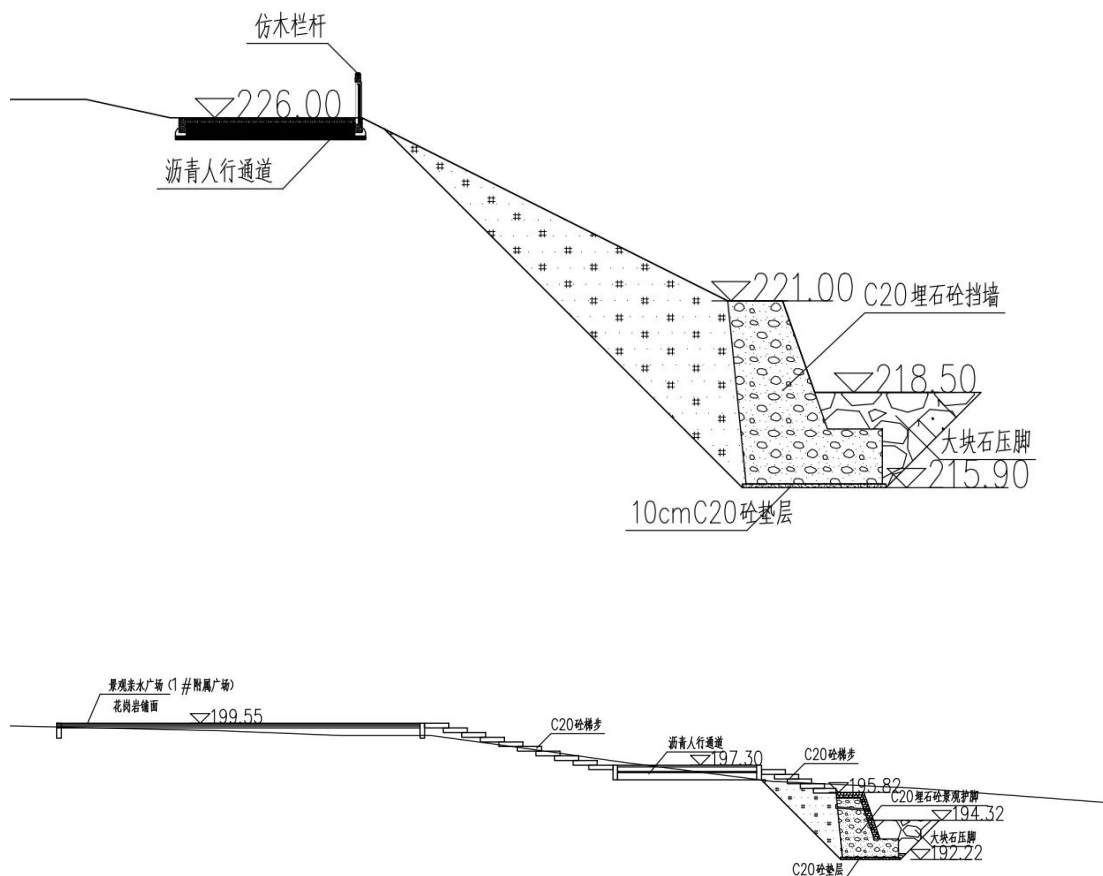 仿木栏杆
226.00
沥青人行通道
221.00
C20埋石砼挡墙
218.50
大块石压脚
215.90
10cmC20砼垫层
景观亲水广场（1#附属广场）
花岗岩铺面
199.55
C20砼梯步
沥青人行通道
197.30
C20砼梯步
195.82
C20埋石砼景观护脚
194.32
大块石压脚
192.22
C20砼垫层